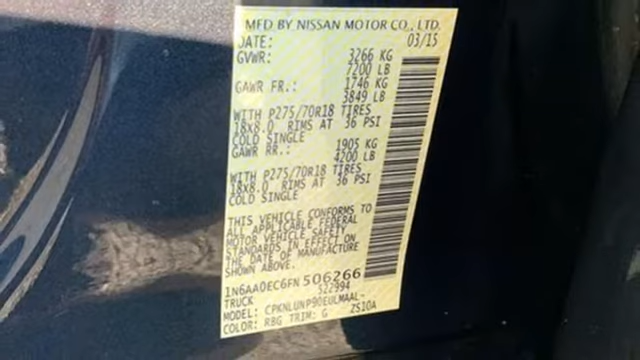 MFD BY NISSAN MOTOR CO., LTD.
DATE: 03/15
GVWR: 3266 KG
7200 LB
GAWR FR.: 1746 KG
3849 LB
WITH P275/70R18 TIRES
18X8.0 RIMS AT 36 PSI
COLD SINGLE
GAWR RR.: 1905 KG
4200 LB
WITH P275/70R18 TIRES
18X8.0 RIMS AT 36 PSI
COLD SINGLE
THIS VEHICLE CONFORMS TO
ALL APPLICABLE FEDERAL
MOTOR VEHICLE SAFETY
STANDARDS IN EFFECT ON
THE DATE OF MANUFACTURE
SHOWN ABOVE.
1N6AA0EC6FN506266
TRUCK 522994
MODEL: CPKNLUNP90EULMAAL-
COLOR: RBG TRIM: G ZS10A